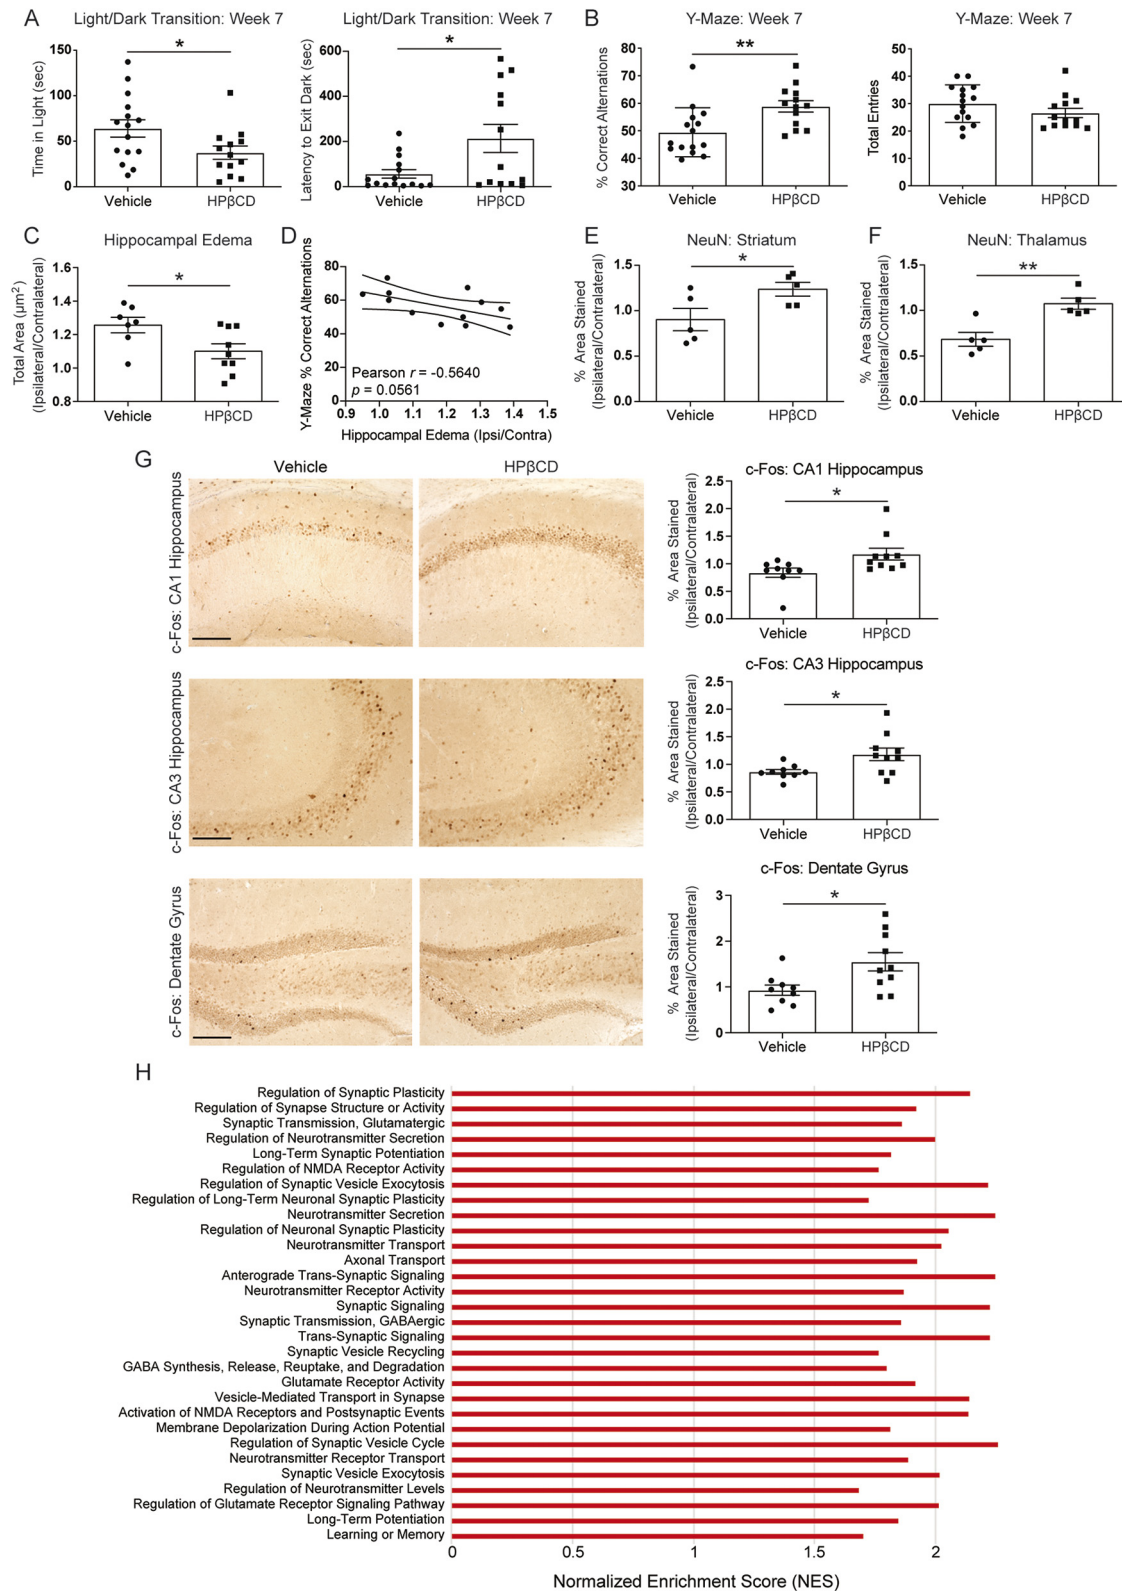 A
Light/Dark Transition: Week 7
Time in Light (sec)
150
100
50
0
*
Vehicle
HPβCD
Light/Dark Transition: Week 7
Latency to Exit Dark (sec)
600
400
200
0
*
Vehicle
HPβCD
B
Y-Maze: Week 7
% Correct Alternations
80
70
60
50
40
30
**
Vehicle
HPβCD
Y-Maze: Week 7
Total Entries
50
40
30
20
10
0
Vehicle
HPβCD
C
Hippocampal Edema
Total Area (µm²)
(Ipsilateral/Contralateral)
1.6
1.4
1.2
1.0
0.8
*
Vehicle
HPβCD
D
Y-Maze % Correct Alternations
80
60
40
20
0
Pearson r = -0.5640
p = 0.0561
0.9 1.0 1.1 1.2 1.3 1.4 1.5
Hippocampal Edema (Ipsi/Contra)
E
NeuN: Striatum
% Area Stained
(Ipsilateral/Contralateral)
1.5
1.0
0.5
0.0
*
Vehicle
HPβCD
F
NeuN: Thalamus
% Area Stained
(Ipsilateral/Contralateral)
1.5
1.0
0.5
0.0
**
Vehicle
HPβCD
G
Vehicle
HPβCD
c-Fos: CA1 Hippocampus
c-Fos: CA1 Hippocampus
% Area Stained
(Ipsilateral/Contralateral)
2.5
2.0
1.5
1.0
0.5
0.0
*
Vehicle
HPβCD
c-Fos: CA3 Hippocampus
c-Fos: CA3 Hippocampus
% Area Stained
(Ipsilateral/Contralateral)
2.5
2.0
1.5
1.0
0.5
0.0
*
Vehicle
HPβCD
c-Fos: Dentate Gyrus
c-Fos: Dentate Gyrus
% Area Stained
(Ipsilateral/Contralateral)
3
2
1
0
*
Vehicle
HPβCD
H
Regulation of Synaptic Plasticity
Regulation of Synapse Structure or Activity
Synaptic Transmission, Glutamatergic
Regulation of Neurotransmitter Secretion
Long-Term Synaptic Potentiation
Regulation of NMDA Receptor Activity
Regulation of Synaptic Vesicle Exocytosis
Regulation of Long-Term Neuronal Synaptic Plasticity
Neurotransmitter Secretion
Regulation of Neuronal Synaptic Plasticity
Neurotransmitter Transport
Axonal Transport
Anterograde Trans-Synaptic Signaling
Neurotransmitter Receptor Activity
Synaptic Signaling
Synaptic Transmission, GABAergic
Trans-Synaptic Signaling
Synaptic Vesicle Recycling
GABA Synthesis, Release, Reuptake, and Degradation
Glutamate Receptor Activity
Vesicle-Mediated Transport in Synapse
Activation of NMDA Receptors and Postsynaptic Events
Membrane Depolarization During Action Potential
Regulation of Synaptic Vesicle Cycle
Neurotransmitter Receptor Transport
Synaptic Vesicle Exocytosis
Regulation of Neurotransmitter Levels
Regulation of Glutamate Receptor Signaling Pathway
Long-Term Potentiation
Learning or Memory
0 0.5 1 1.5 2
Normalized Enrichment Score (NES)